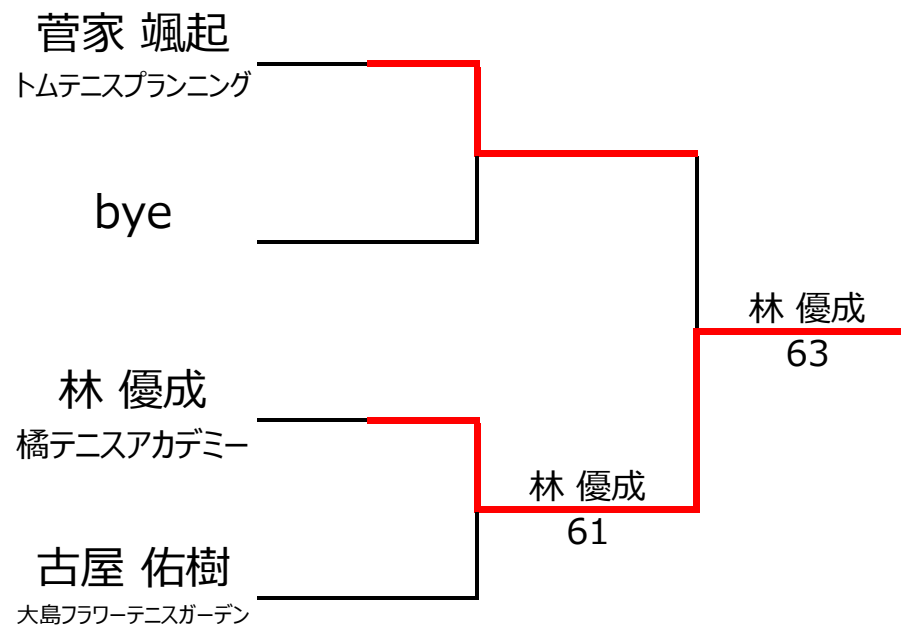 菅家 颯起
トムテニスプランニング
bye
林 優成
63
林 優成
橘テニスアカデミー
林 優成
61
古屋 佑樹
大島フラワーテニスガーデン